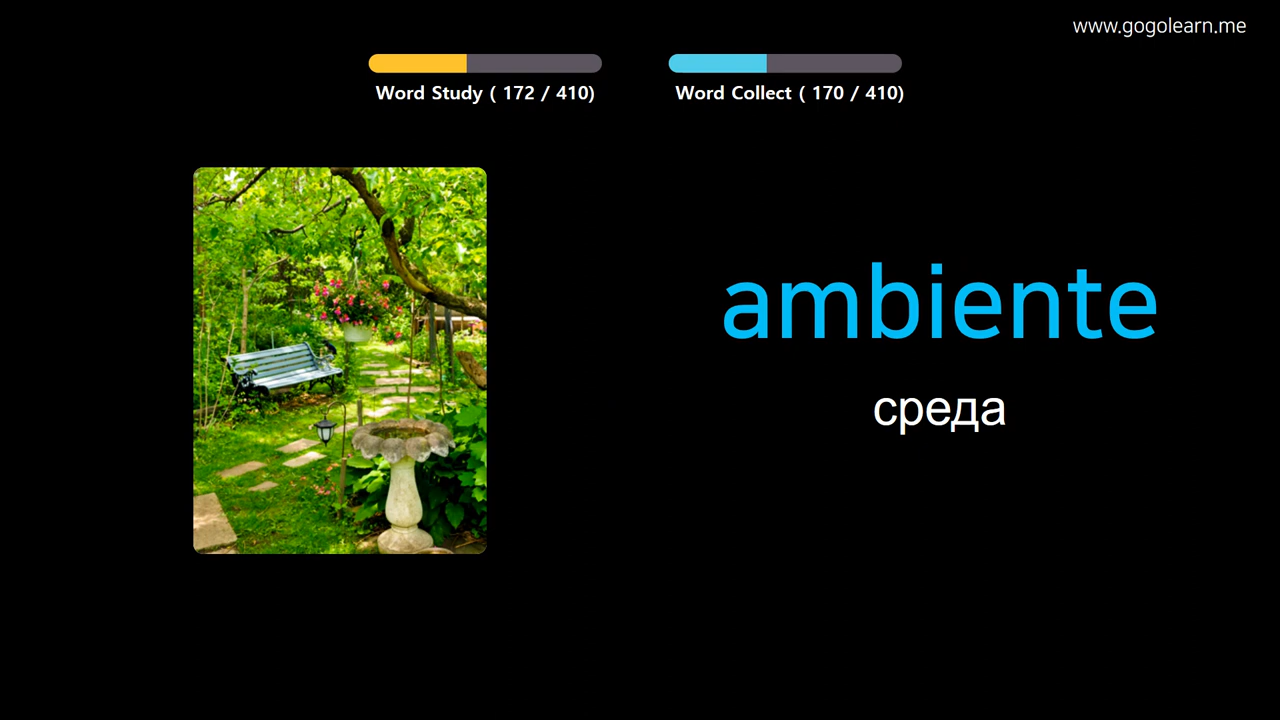 www.gogolearn.me
Word Study ( 172 / 410)
Word Collect ( 170 / 410)
ambiente
среда